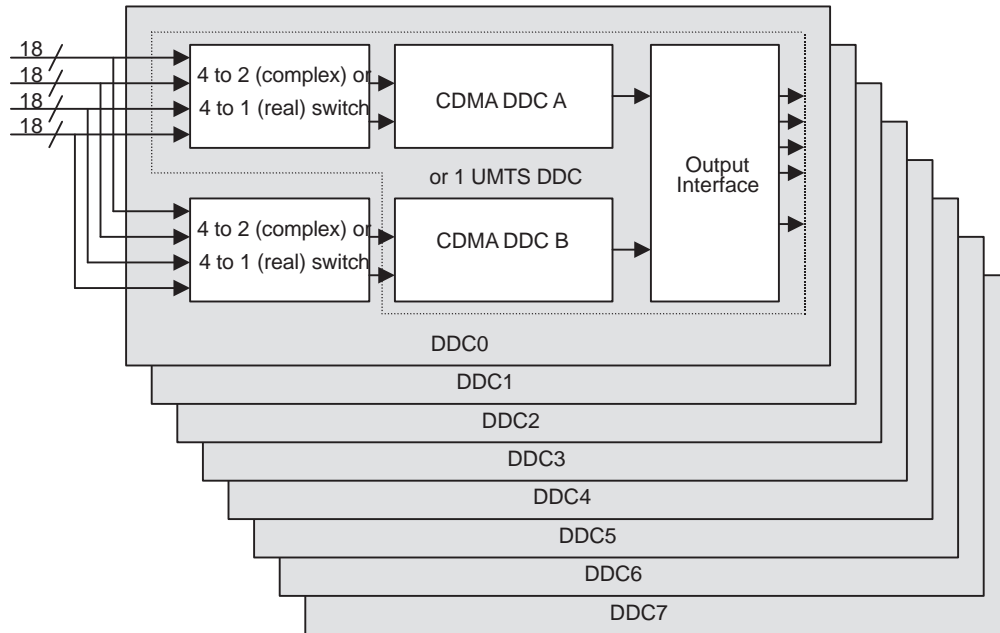 18
18
18
18
4 to 2 (complex) or
4 to 1 (real) switch
CDMA DDC A
Output
Interface
or 1 UMTS DDC
4 to 2 (complex) or
4 to 1 (real) switch
CDMA DDC B
DDC0
DDC1
DDC2
DDC3
DDC4
DDC5
DDC6
DDC7